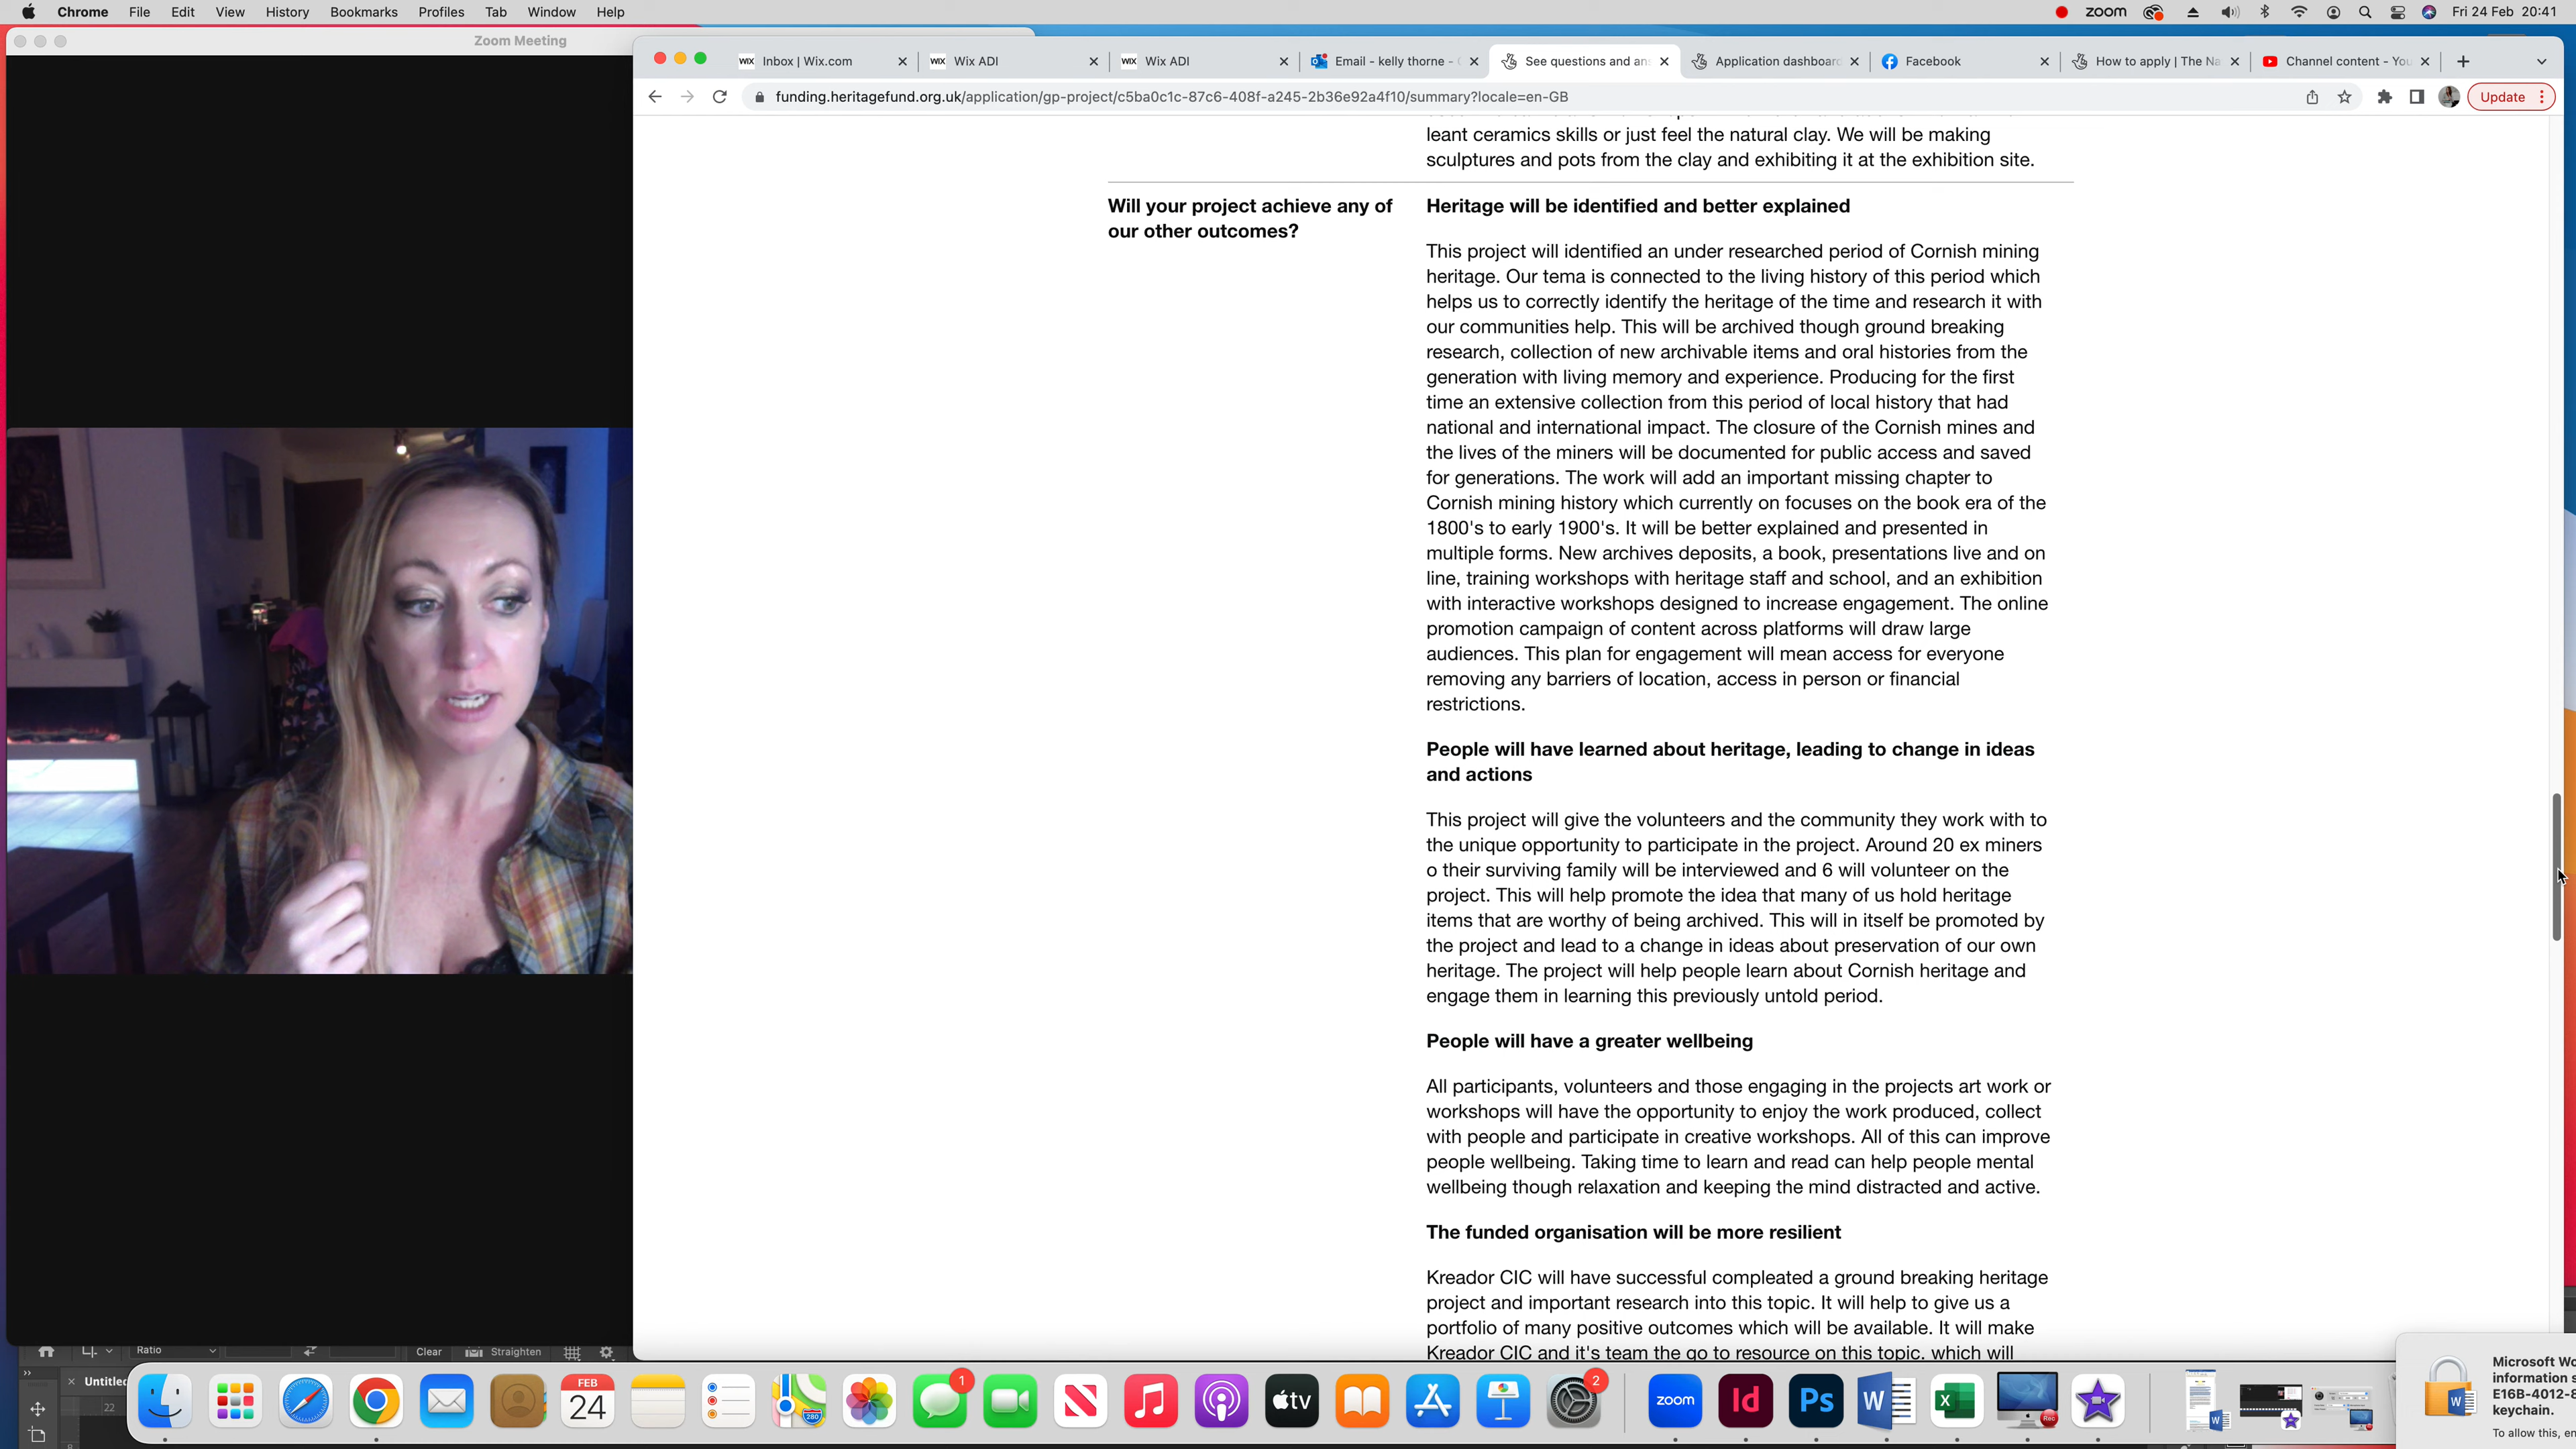 Chrome File Edit View History Bookmarks Profiles Tab Window Help
zoom
Fri 24 Feb 20:41
Zoom Meeting
WIX Inbox | Wix.com
WIX Wix ADI
WIX Wix ADI
Email - kelly thorne -
See questions and an
Application dashboar
Facebook
How to apply | The Na
Channel content - You
funding.heritagefund.org.uk/application/gp-project/c5ba0c1c-87c6-408f-a245-2b36e92a4f10/summary?locale=en-GB
Update
leant ceramics skills or just feel the natural clay. We will be making
sculptures and pots from the clay and exhibiting it at the exhibition site.
Will your project achieve any of
our other outcomes?
Heritage will be identified and better explained
This project will identified an under researched period of Cornish mining
heritage. Our tema is connected to the living history of this period which
helps us to correctly identify the heritage of the time and research it with
our communities help. This will be archived though ground breaking
research, collection of new archivable items and oral histories from the
generation with living memory and experience. Producing for the first
time an extensive collection from this period of local history that had
national and international impact. The closure of the Cornish mines and
the lives of the miners will be documented for public access and saved
for generations. The work will add an important missing chapter to
Cornish mining history which currently on focuses on the book era of the
1800's to early 1900's. It will be better explained and presented in
multiple forms. New archives deposits, a book, presentations live and on
line, training workshops with heritage staff and school, and an exhibition
with interactive workshops designed to increase engagement. The online
promotion campaign of content across platforms will draw large
audiences. This plan for engagement will mean access for everyone
removing any barriers of location, access in person or financial
restrictions.
People will have learned about heritage, leading to change in ideas
and actions
This project will give the volunteers and the community they work with to
the unique opportunity to participate in the project. Around 20 ex miners
o their surviving family will be interviewed and 6 will volunteer on the
project. This will help promote the idea that many of us hold heritage
items that are worthy of being archived. This will in itself be promoted by
the project and lead to a change in ideas about preservation of our own
heritage. The project will help people learn about Cornish heritage and
engage them in learning this previously untold period.
People will have a greater wellbeing
All participants, volunteers and those engaging in the projects art work or
workshops will have the opportunity to enjoy the work produced, collect
with people and participate in creative workshops. All of this can improve
people wellbeing. Taking time to learn and read can help people mental
wellbeing though relaxation and keeping the mind distracted and active.
The funded organisation will be more resilient
Kreador CIC will have successful compleated a ground breaking heritage
project and important research into this topic. It will help to give us a
portfolio of many positive outcomes which will be available. It will make
Kreador CIC and it's team the go to resource on this topic, which will
Ratio Clear Straighten
Untitled
22
FEB
24
280
1
tv
2
zoom
Id
Ps
W
X
Rec
Microsoft Wo
information s
E16B-4012-8
keychain.
To allow this, en